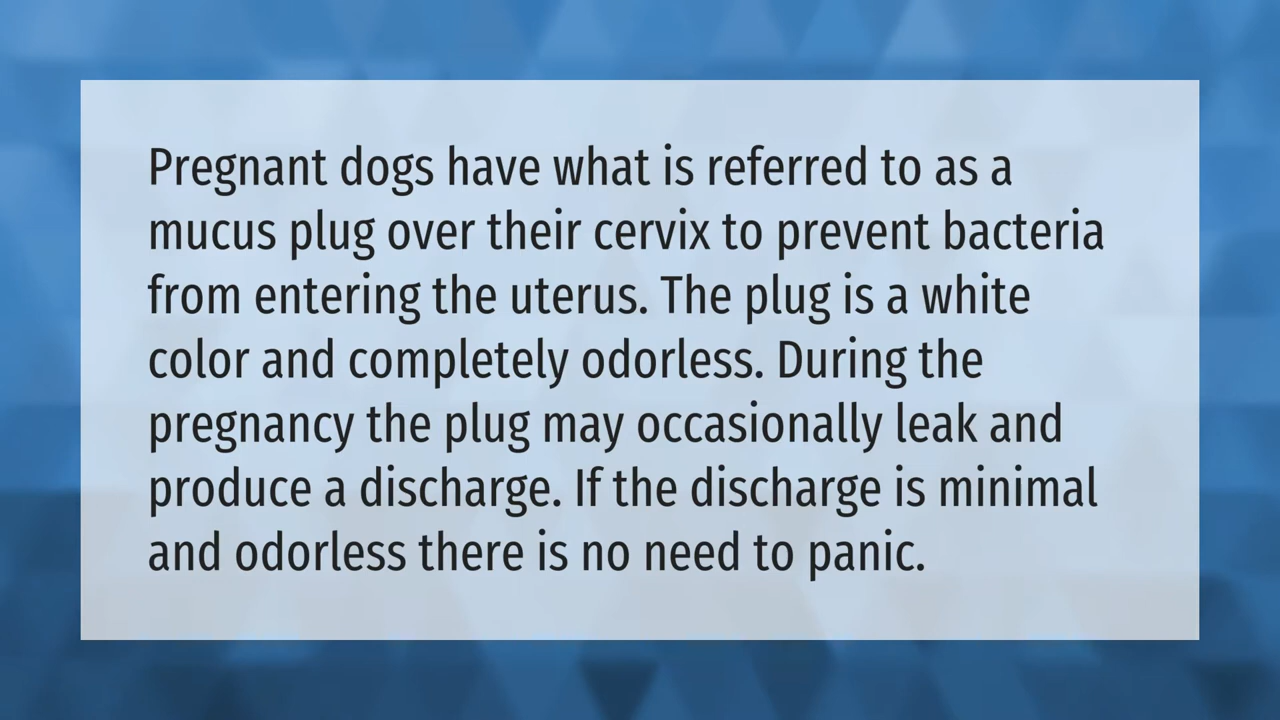 Pregnant dogs have what is referred to as a
mucus plug over their cervix to prevent bacteria
from entering the uterus. The plug is a white
color and completely odorless. During the
pregnancy the plug may occasionally leak and
produce a discharge. If the discharge is minimal
and odorless there is no need to panic.